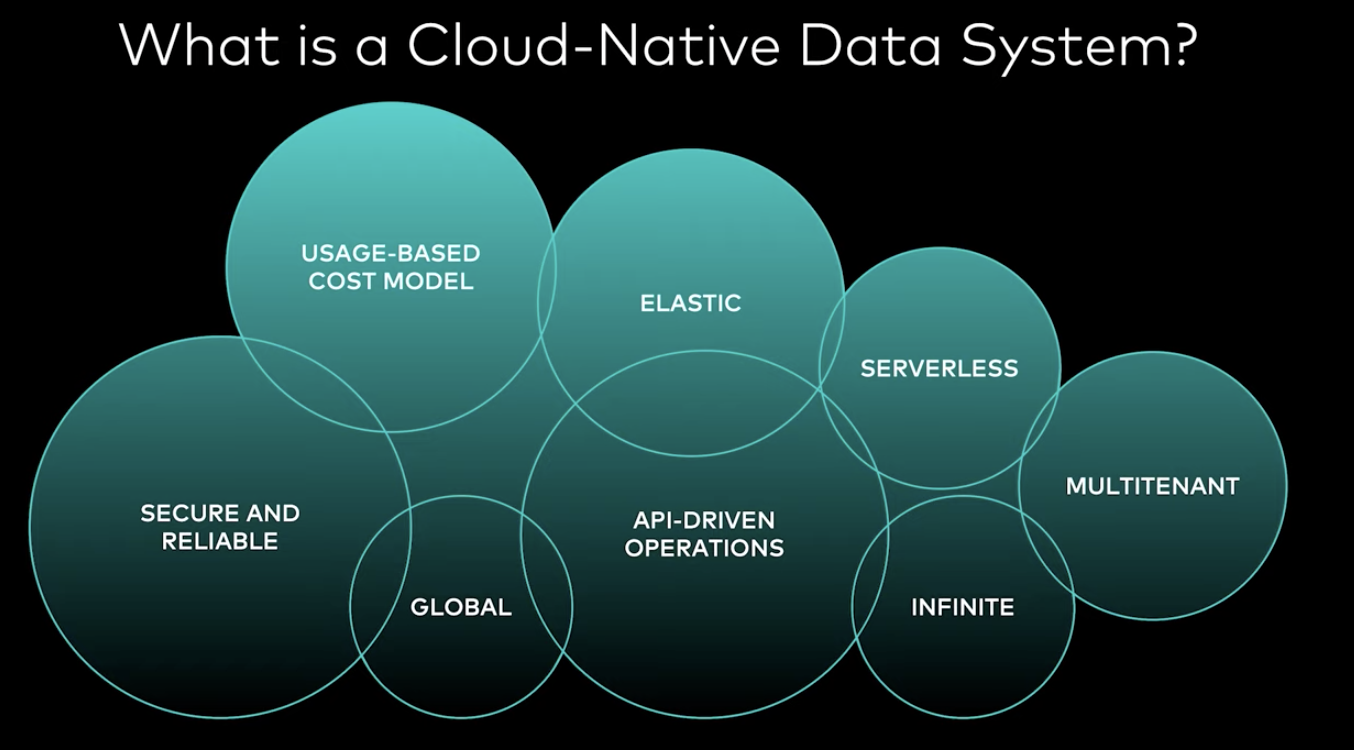 What is a Cloud-Native Data System?
USAGE-BASED
COST MODEL
ELASTIC
SERVERLESS
MULTITENANT
SECURE AND
RELIABLE
API-DRIVEN
OPERATIONS
GLOBAL
INFINITE